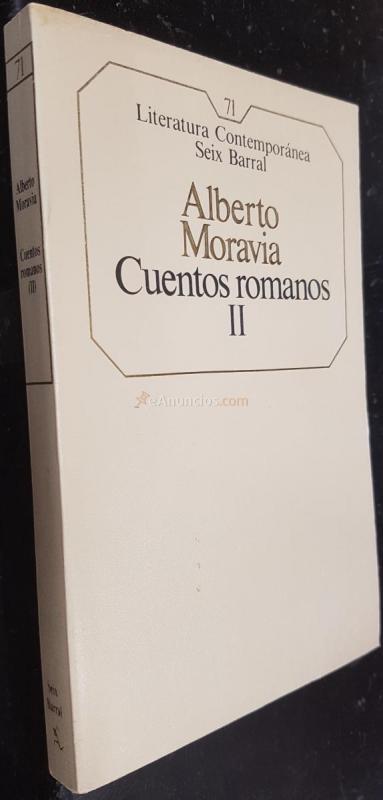 71
Literatura Contemporánea
Seix Barral
Alberto
Moravia
Cuentos romanos
II
eAnuncios.com
71
Alberto
Moravia
Cuentos
romanos
(II)
Seix
Barral